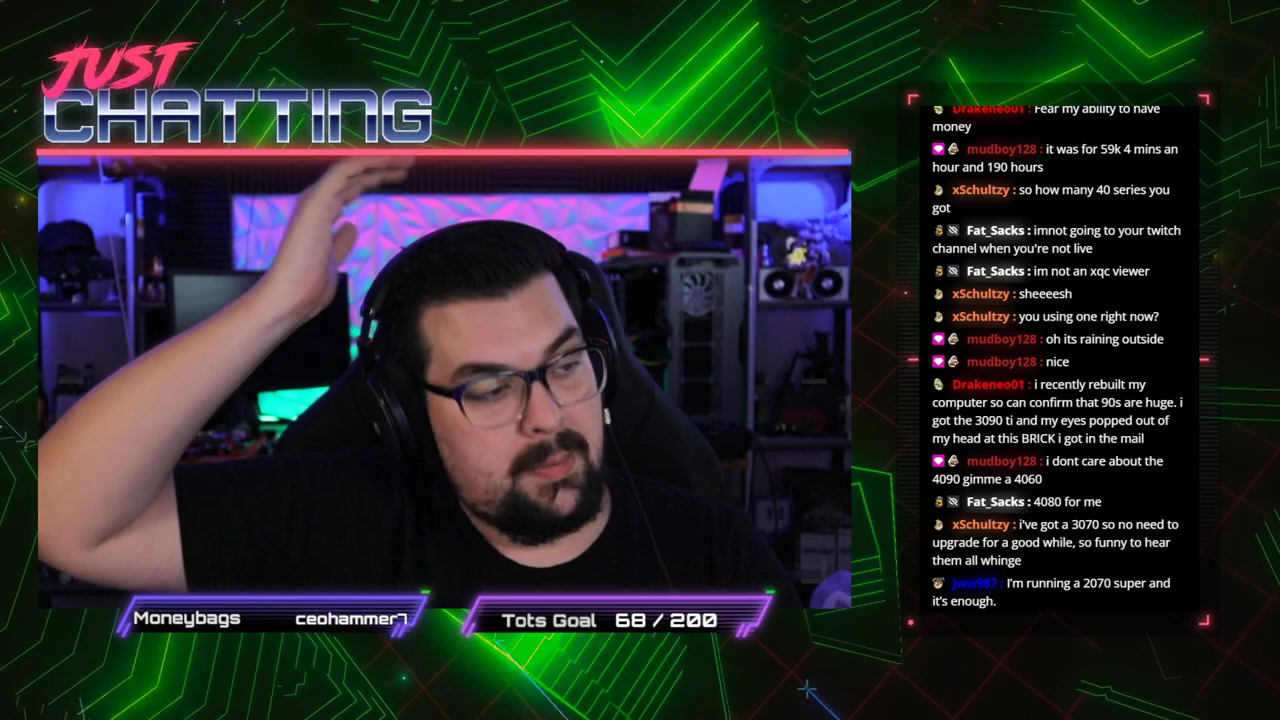 JUST
CHATTING
Drakeneo01 : Fear my ability to have
money
mudboy128 : it was for 59k 4 mins an
hour and 190 hours
xSchultzy : so how many 40 series you
got
Fat_Sacks : imnot going to your twitch
channel when you're not live
Fat_Sacks : im not an xqc viewer
xSchultzy : sheeeesh
xSchultzy : you using one right now?
mudboy128 : oh its raining outside
mudboy128 : nice
Drakeneo01 : i recently rebuilt my
computer so can confirm that 90s are huge. i
got the 3090 ti and my eyes popped out of
my head at this BRICK i got in the mail
mudboy128 : i dont care about the
4090 gimme a 4060
Fat_Sacks : 4080 for me
xSchultzy : i've got a 3070 so no need to
upgrade for a good while, so funny to hear
them all whinge
jww987 : I'm running a 2070 super and
it's enough.
Moneybags ceohammer7
Tots Goal 68 / 200